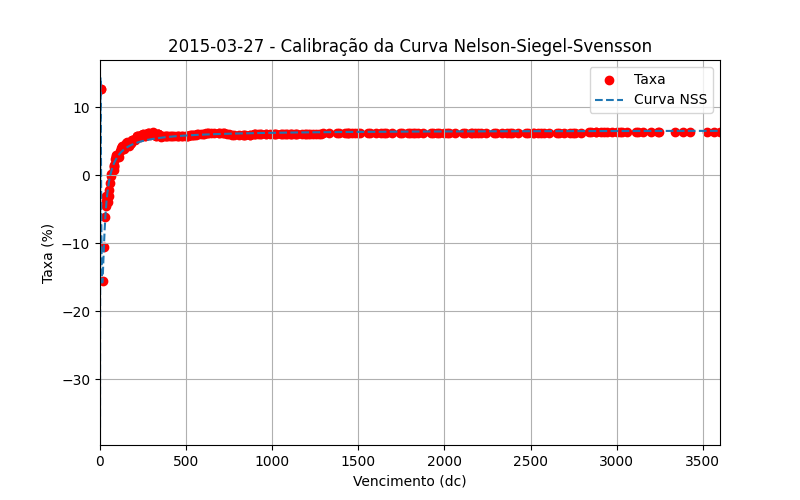 2015-03-27 - Calibração da Curva Nelson-Siegel-Svensson
Taxa
Curva NSS
Taxa (%)
10
0
−10
−20
−30
0 500 1000 1500 2000 2500 3000 3500
Vencimento (dc)